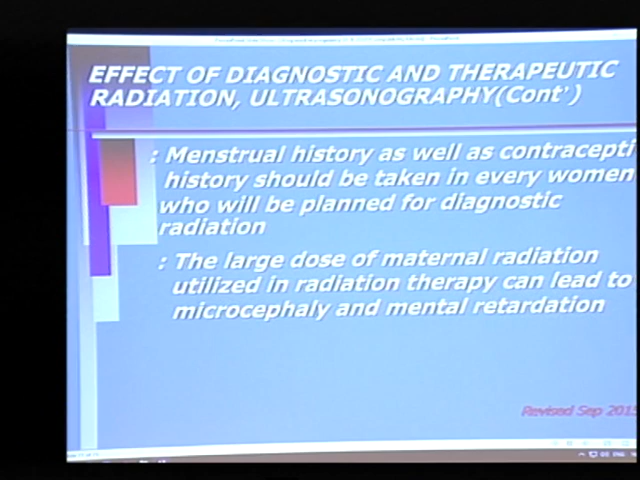 EFFECT OF DIAGNOSTIC AND THERAPEUTIC
RADIATION, ULTRASONOGRAPHY(Cont')
: Menstrual history as well as contracepti
history should be taken in every women
who will be planned for diagnostic
radiation
: The large dose of maternal radiation
utilized in radiation therapy can lead to
microcephaly and mental retardation
Revised Sep 2015
ENG